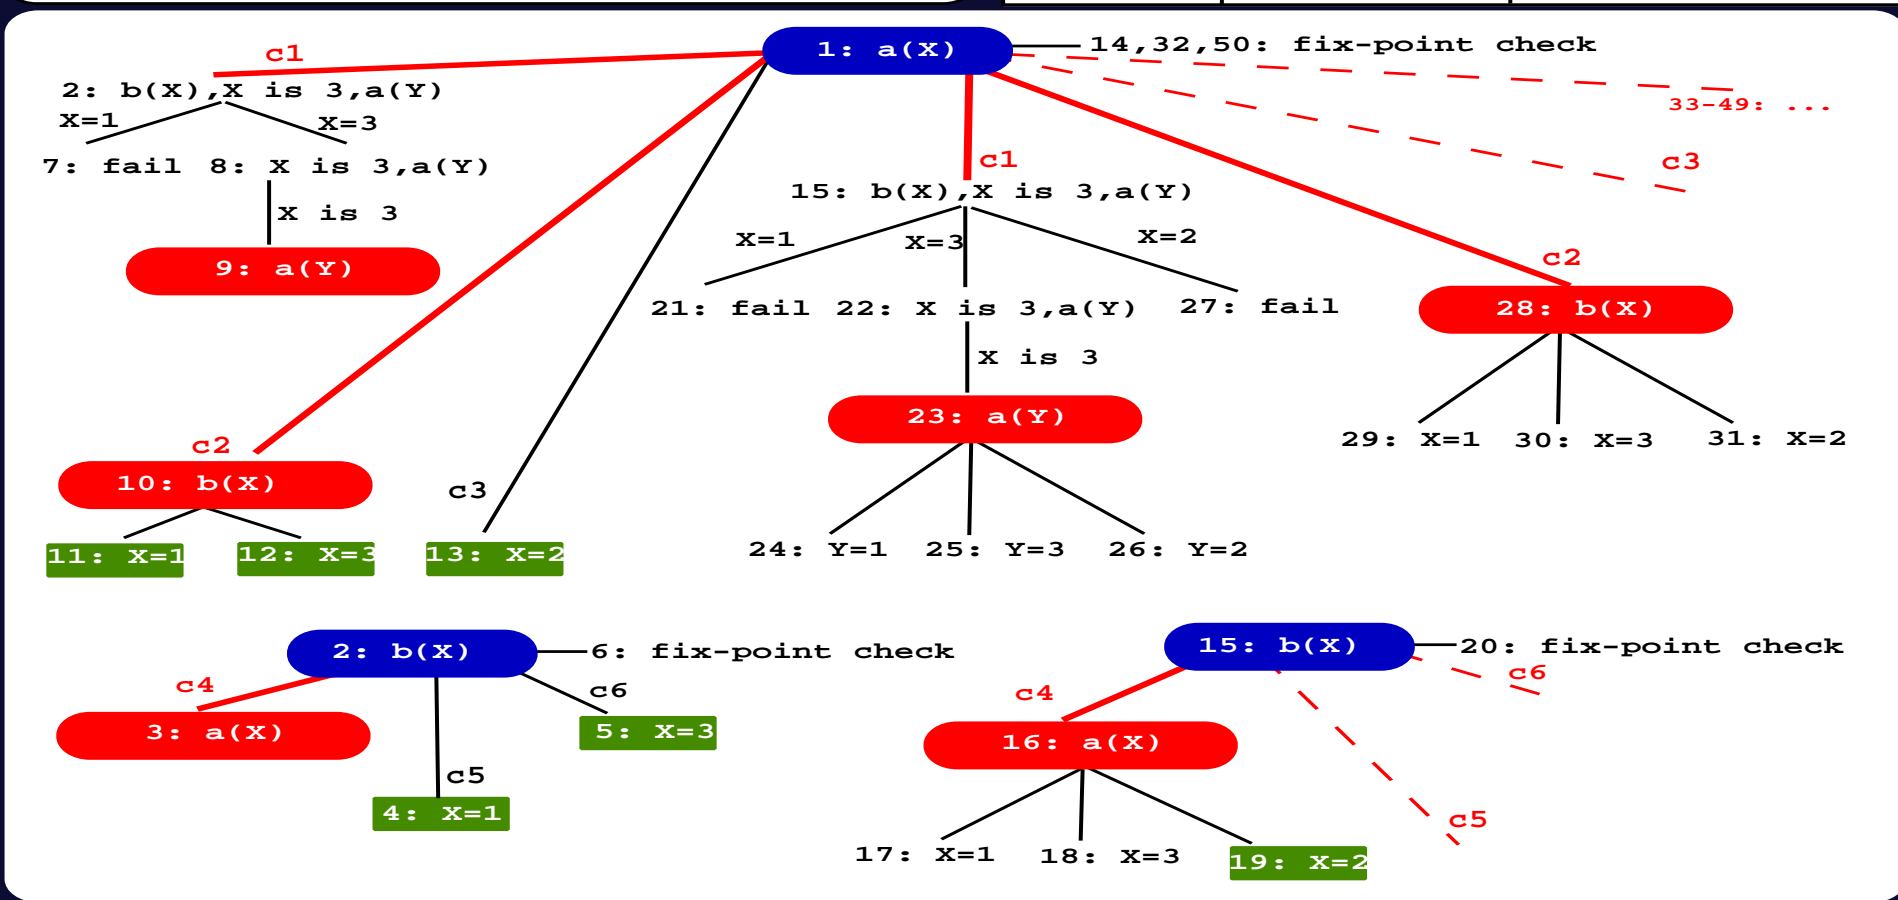 1: a(X)
14,32,50: fix-point check
c1
2: b(X),X is 3,a(Y)
33-49: ...
X=1
X=3
c3
7: fail
8: X is 3,a(Y)
c1
15: b(X),X is 3,a(Y)
X is 3
X=1
X=3
X=2
c2
9: a(Y)
21: fail
22: X is 3,a(Y)
27: fail
28: b(X)
X is 3
23: a(Y)
c2
29: X=1
30: X=3
31: X=2
10: b(X)
c3
11: X=1
12: X=3
13: X=2
24: Y=1
25: Y=3
26: Y=2
2: b(X)
6: fix-point check
15: b(X)
20: fix-point check
c4
c6
c4
c6
3: a(X)
5: X=3
16: a(X)
c5
4: X=1
c5
17: X=1
18: X=3
19: X=2